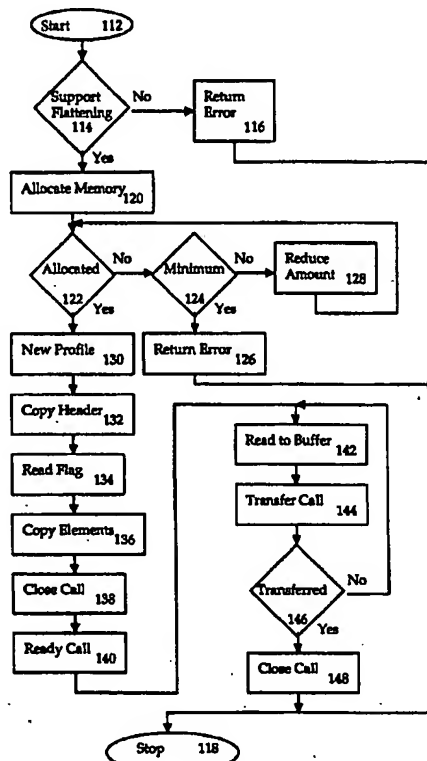 Start 112
Support
Flattening
114
No
Return
Error
116
Yes
Allocate Memory
120
Allocated
122
No
Minimum
124
No
Reduce
Amount
128
Yes
Yes
New Profile
130
Return Error
126
Copy Header
132
Read Flag
134
Copy Elements
136
Close Call
138
Ready Call
140
Read to Buffer
142
Transfer Call
144
Transferred
146
No
Yes
Close Call
148
Stop 118